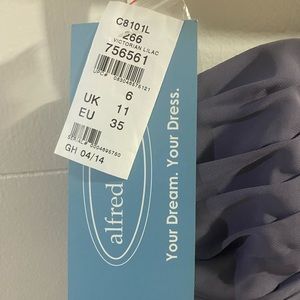 C8101L
266
VICTORIAN LILAC
756561
6
UK 11
EU 35
GH 04/14
alfred
Your Dream. Your Dress.